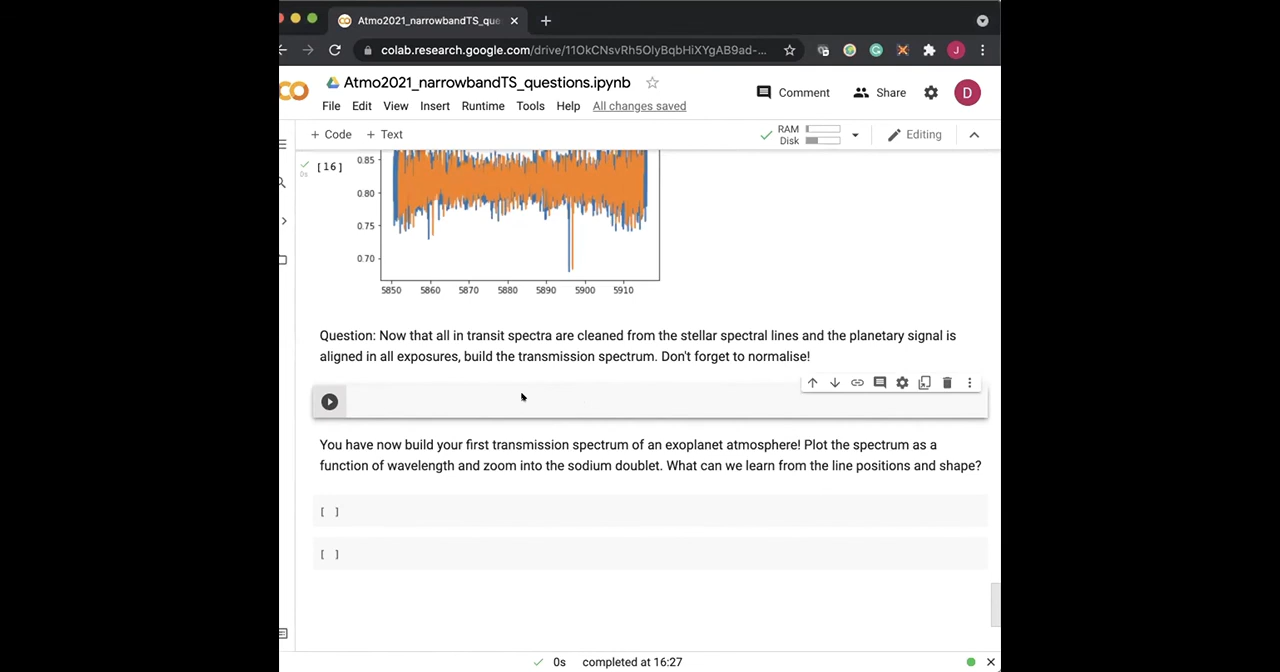 Atmo2021_narrowbandTS_que
colab.research.google.com/drive/11OkCNsvRh5OlyBqbHiXYgAB9ad-...
J
Atmo2021_narrowbandTS_questions.ipynb
Comment
Share
D
File Edit View Insert Runtime Tools Help All changes saved
+ Code + Text
RAM
Disk
Editing
[16]
0s
0.85
0.80
0.75
0.70
5850 5860 5870 5880 5890 5900 5910
Question: Now that all in transit spectra are cleaned from the stellar spectral lines and the planetary signal is
aligned in all exposures, build the transmission spectrum. Don't forget to normalise!
You have now build your first transmission spectrum of an exoplanet atmosphere! Plot the spectrum as a
function of wavelength and zoom into the sodium doublet. What can we learn from the line positions and shape?
[ ]
[ ]
0s completed at 16:27